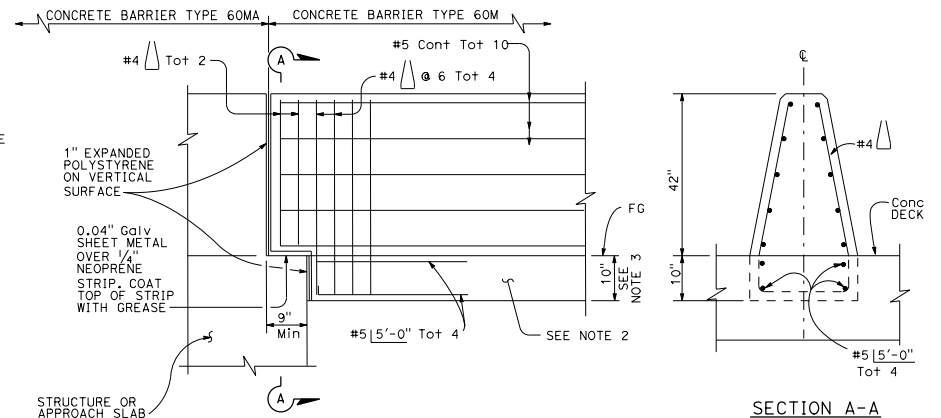 CONCRETE BARRIER TYPE 60MA
CONCRETE BARRIER TYPE 60M
#5 Cont Tot 10
#4 Tot 2
A
#4 @ 6 Tot 4
E
1" EXPANDED
POLYSTYRENE
ON VERTICAL
SURFACE
0.04" Galv
SHEET METAL
OVER 1/4"
NEOPRENE
STRIP. COAT
TOP OF STRIP
WITH GREASE
9"
Min
#5 5'-0" Tot 4
FG
10"
SEE
NOTE 3
SEE NOTE 2
STRUCTURE OR
APPROACH SLAB
A
℄
42"
#4
Conc
DECK
10"
#5 5'-0"
Tot 4
SECTION A-A